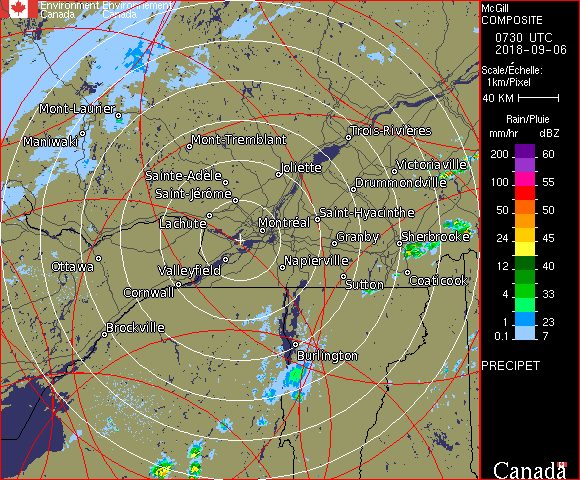 Environment Environnement
Canada Canada
McGill
COMPOSITE
0730 UTC
2018-09-06
Scale/Échelle:
1km/Pixel
40 KM
Rain/Pluie
mm/hr dBZ
200 60
150 57
100 55
50 50
24 45
12 40
4 33
1 23
0.1 7
PRECIPET
Canada
Mont-Laurier
Maniwaki
Mont-Tremblant
Trois-Rivières
Joliette
Victoriaville
Sainte-Adèle
Drummondville
Saint-Jérôme
Lachute
Saint-Hyacinthe
Montréal
Granby
Sherbrooke
Ottawa
Valleyfield
Napierville
Cornwall
Sutton
Coaticook
Brockville
Burlington